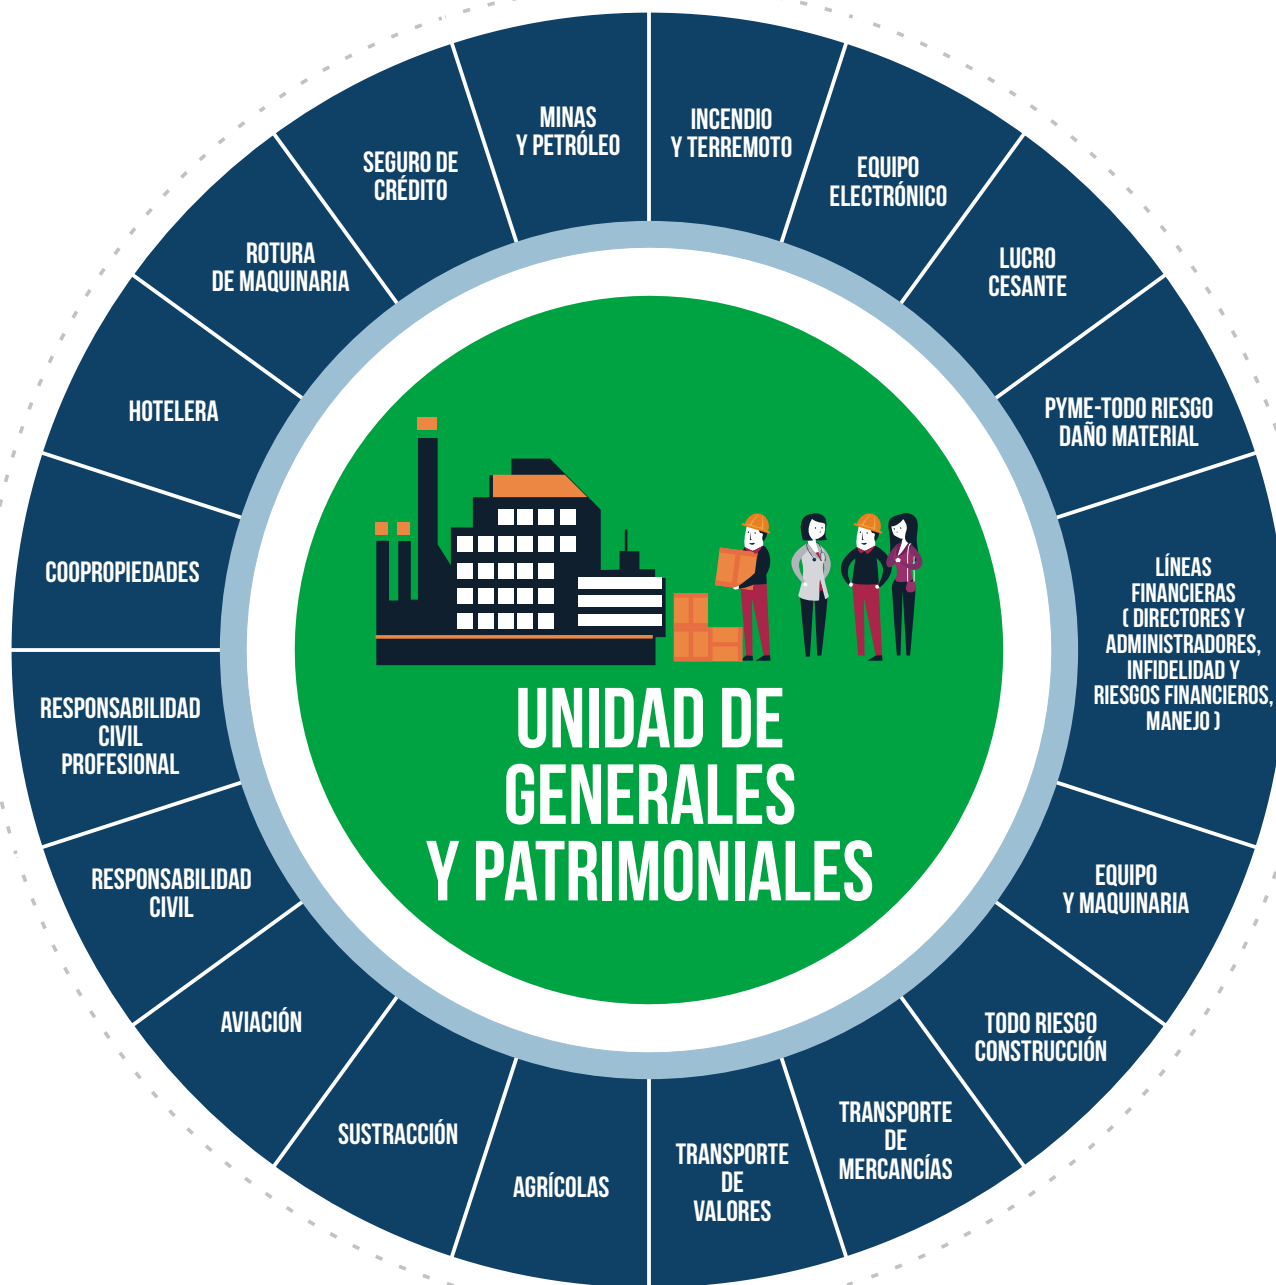 MINAS
Y PETRÓLEO
INCENDIO
Y TERREMOTO
EQUIPO
ELECTRÓNICO
LUCRO
CESANTE
PYME-TODO RIESGO
DAÑO MATERIAL
LÍNEAS
FINANCIERAS
( DIRECTORES Y
ADMINISTRADORES,
INFIDELIDAD Y
RIESGOS FINANCIEROS,
MANEJO )
EQUIPO
Y MAQUINARIA
TODO RIESGO
CONSTRUCCIÓN
TRANSPORTE
DE
MERCANCÍAS
TRANSPORTE
DE
VALORES
AGRÍCOLAS
SUSTRACCIÓN
AVIACIÓN
RESPONSABILIDAD
CIVIL
RESPONSABILIDAD
CIVIL
PROFESIONAL
COOPROPIEDADES
HOTELERA
ROTURA
DE MAQUINARIA
SEGURO DE
CRÉDITO
UNIDAD DE
GENERALES
Y PATRIMONIALES